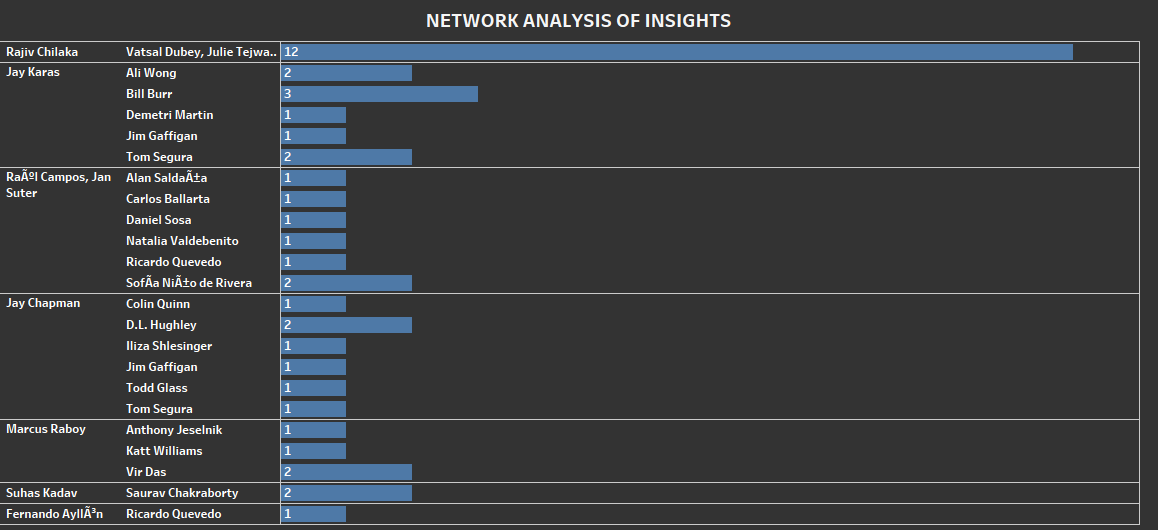 NETWORK ANALYSIS OF INSIGHTS
Rajiv Chilaka Vatsal Dubey, Julie Tejwa.. 12
Jay Karas Ali Wong 2
Bill Burr 3
Demetri Martin 1
Jim Gaffigan 1
Tom Segura 2
RaÃºl Campos, Jan Alan SaldaÃ±a 1
Suter Carlos Ballarta 1
Daniel Sosa 1
Natalia Valdebenito 1
Ricardo Quevedo 1
SofÃa NiÃ±o de Rivera 2
Jay Chapman Colin Quinn 1
D.L. Hughley 2
Iliza Shlesinger 1
Jim Gaffigan 1
Todd Glass 1
Tom Segura 1
Marcus Raboy Anthony Jeselnik 1
Katt Williams 1
Vir Das 2
Suhas Kadav Saurav Chakraborty 2
Fernando AyllÃ³n Ricardo Quevedo 1